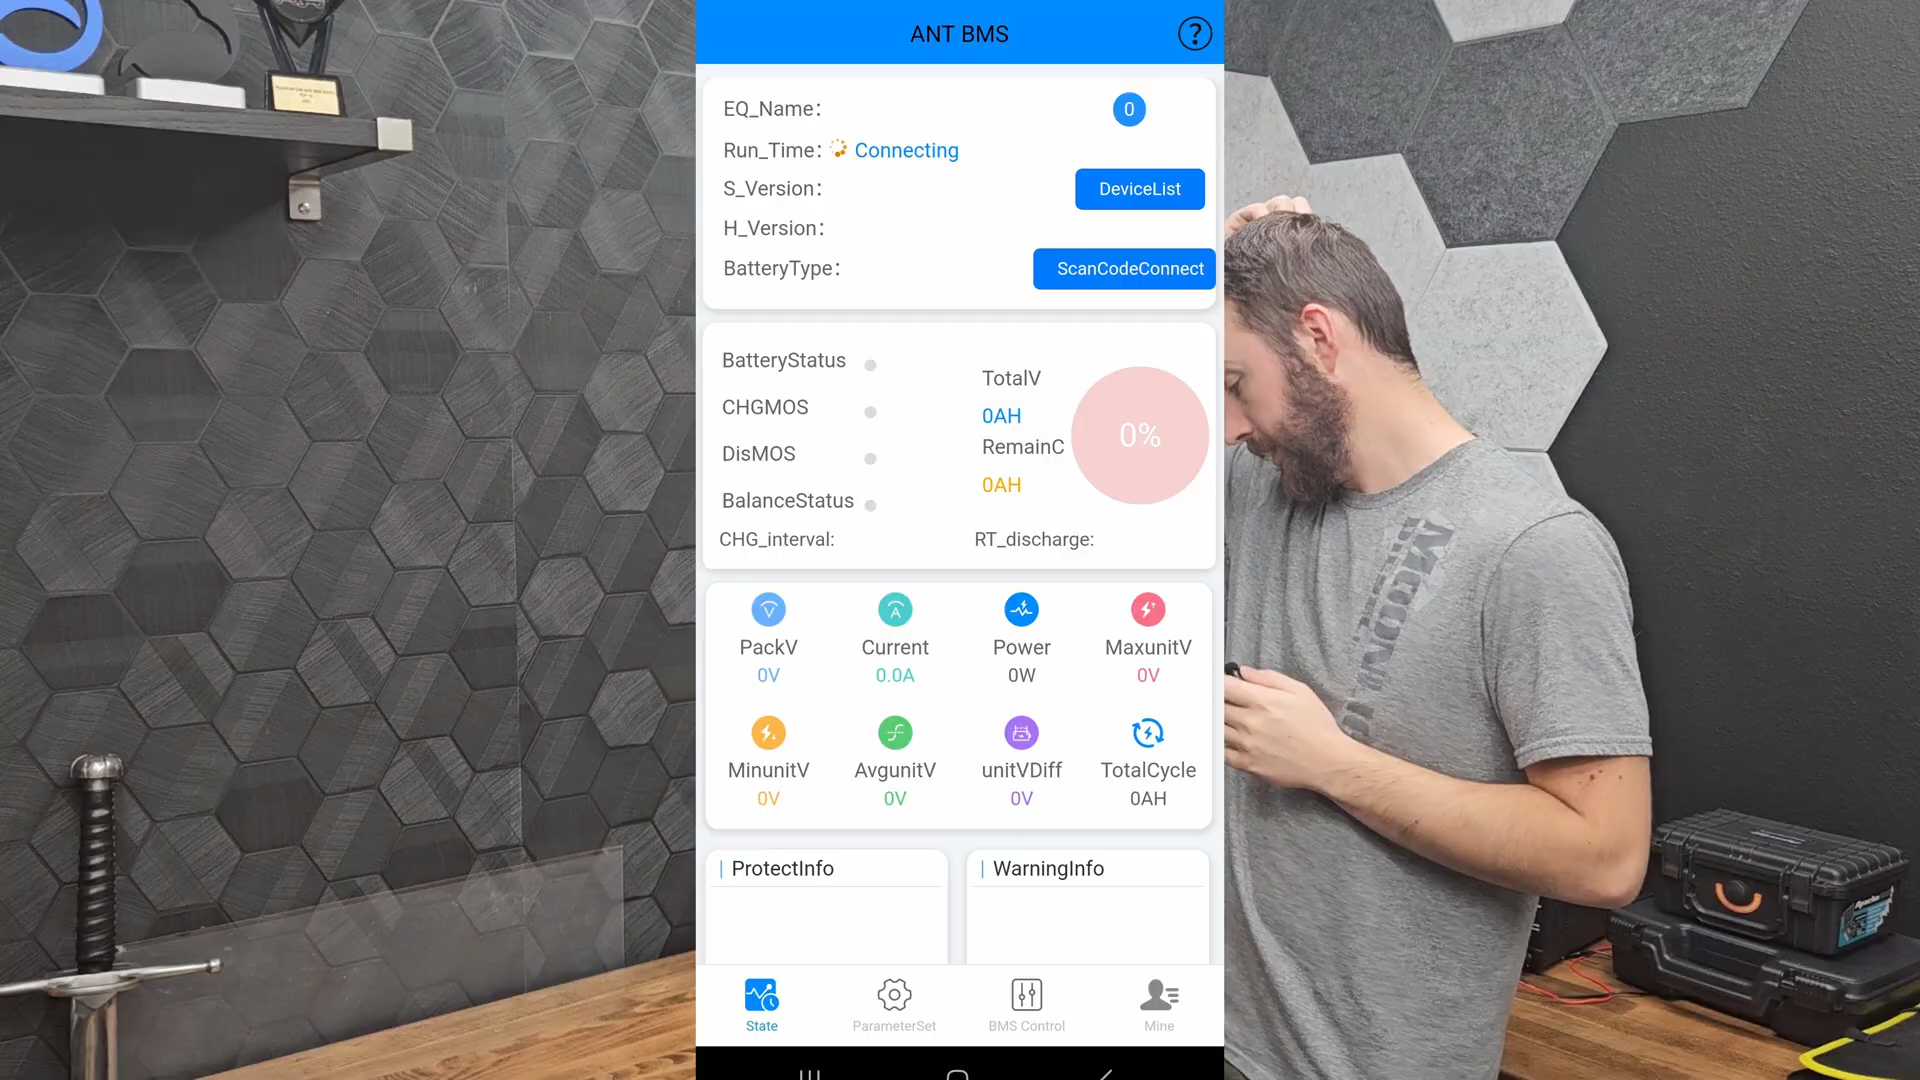 ANT BMS
?
EQ_Name:
0
Run_Time: Connecting
S_Version:
DeviceList
H_Version:
BatteryType:
ScanCodeConnect
BatteryStatus
CHGMOS
DisMOS
BalanceStatus
TotalV
0AH
RemainC
0AH
0%
CHG_interval:
RT_discharge:
PackV
Current
Power
MaxunitV
0V
0.0A
0W
0V
MinunitV
AvgunitV
unitVDiff
TotalCycle
0V
0V
0V
0AH
ProtectInfo
WarningInfo
State
ParameterSet
BMS Control
Mine
Apache